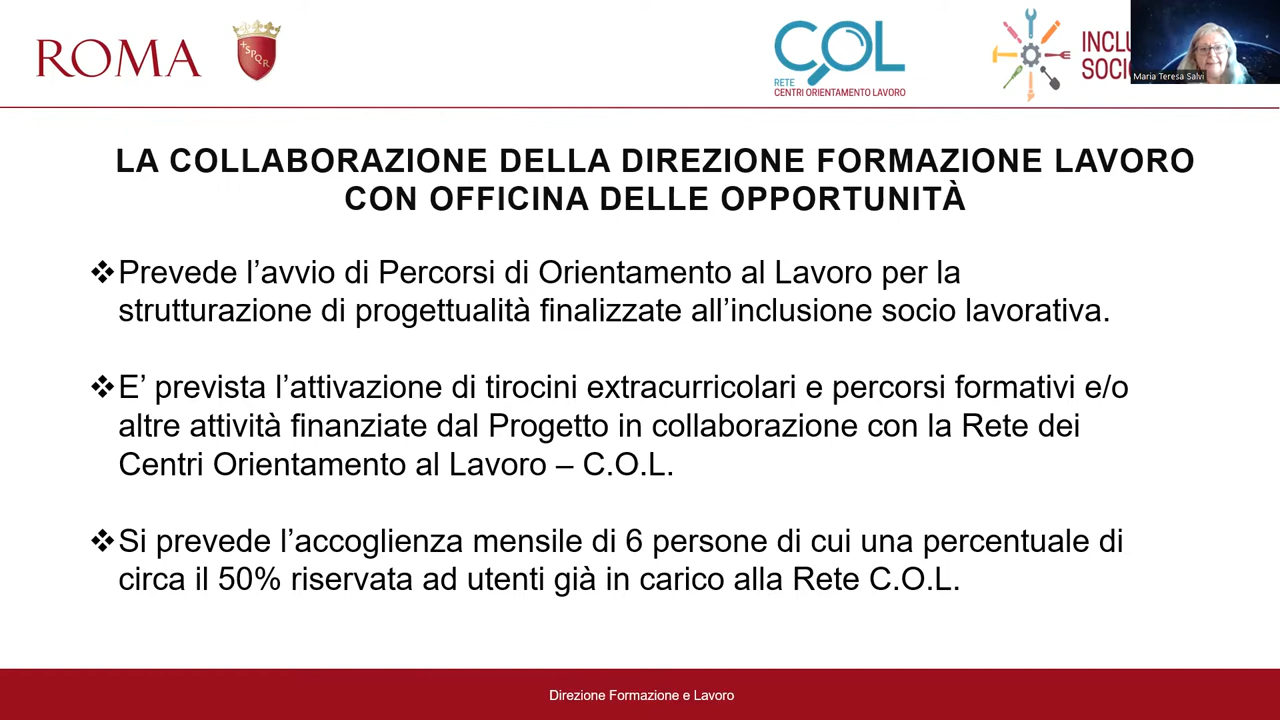 ROMA
SPQR
COL
RETE
CENTRI ORIENTAMENTO LAVORO
SOCIO
Maria Teresa Salvi
LA COLLABORAZIONE DELLA DIREZIONE FORMAZIONE LAVORO
CON OFFICINA DELLE OPPORTUNITÀ
❖Prevede l’avvio di Percorsi di Orientamento al Lavoro per la
strutturazione di progettualità finalizzate all’inclusione socio lavorativa.
❖E’ prevista l’attivazione di tirocini extracurricolari e percorsi formativi e/o
altre attività finanziate dal Progetto in collaborazione con la Rete dei
Centri Orientamento al Lavoro – C.O.L.
❖Si prevede l’accoglienza mensile di 6 persone di cui una percentuale di
circa il 50% riservata ad utenti già in carico alla Rete C.O.L.
Direzione Formazione e Lavoro